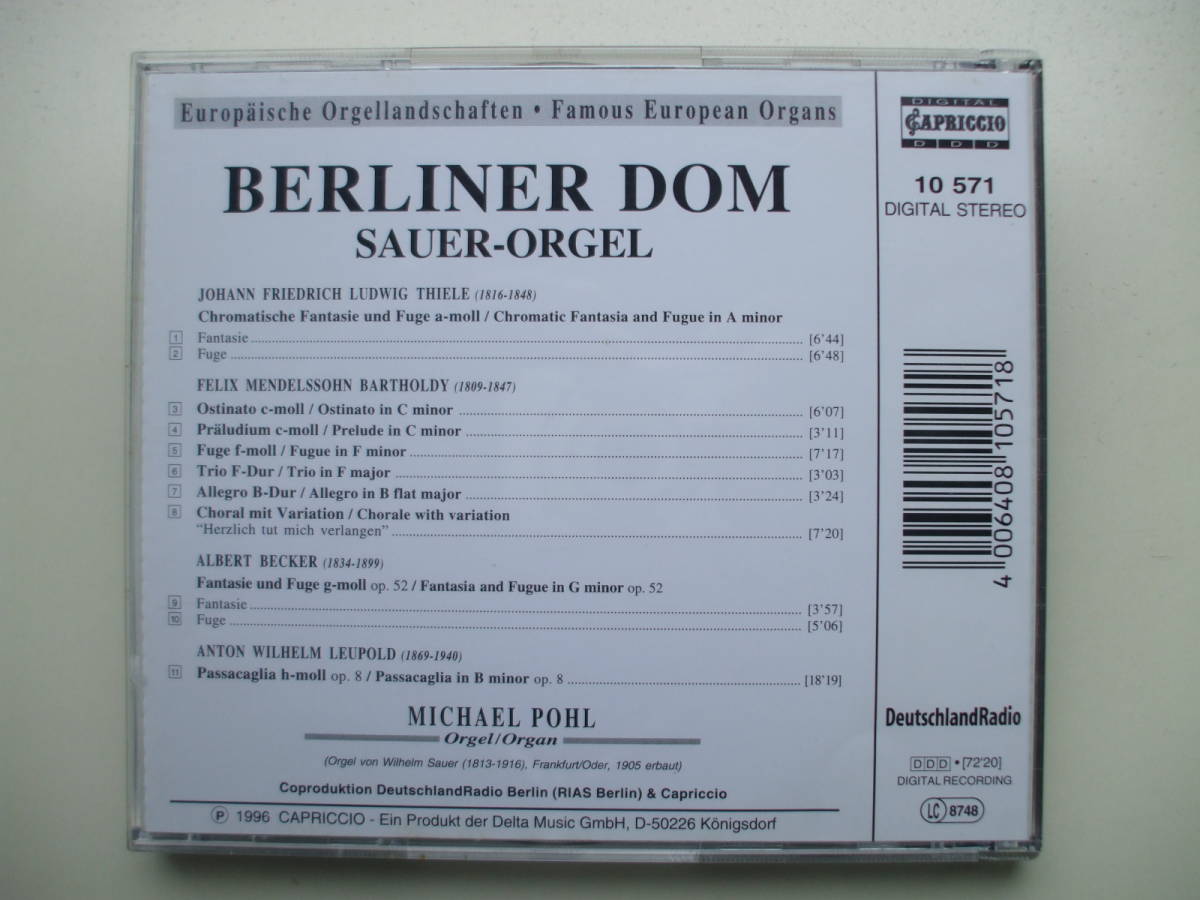 Europäische Orgellandschaften • Famous European Organs
BERLINER DOM
SAUER-ORGEL
JOHANN FRIEDRICH LUDWIG THIELE (1816-1848)
Chromatische Fantasie und Fuge a-moll / Chromatic Fantasia and Fugue in A minor
1 Fantasie [6'44]
2 Fuge [6'48]
FELIX MENDELSSOHN BARTHOLDY (1809-1847)
3 Ostinato c-moll / Ostinato in C minor [6'07]
4 Präludium c-moll / Prelude in C minor [3'11]
5 Fuge f-moll / Fugue in F minor [7'17]
6 Trio F-Dur / Trio in F major [3'03]
7 Allegro B-Dur / Allegro in B flat major [3'24]
8 Choral mit Variation / Chorale with variation
“Herzlich tut mich verlangen” [7'20]
ALBERT BECKER (1834-1899)
Fantasie und Fuge g-moll op. 52 / Fantasia and Fugue in G minor op. 52
9 Fantasie [3'57]
10 Fuge [5'06]
ANTON WILHELM LEUPOLD (1869-1940)
11 Passacaglia h-moll op. 8 / Passacaglia in B minor op. 8 [18'19]
MICHAEL POHL
Orgel/Organ
(Orgel von Wilhelm Sauer (1813-1916), Frankfurt/Oder, 1905 erbaut)
Coproduktion DeutschlandRadio Berlin (RIAS Berlin) & Capriccio
℗ 1996 CAPRICCIO - Ein Produkt der Delta Music GmbH, D-50226 Königsdorf
DIGITAL
CAPRICCIO
D D D
10 571
DIGITAL STEREO
4 006408 105718
DeutschlandRadio
DDD • [72'20]
DIGITAL RECORDING
LC 8748